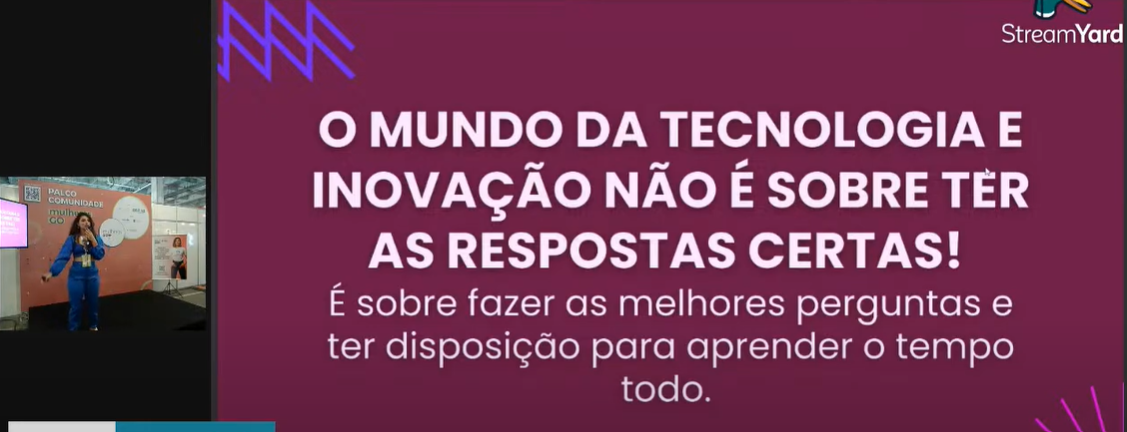 StreamYard
O MUNDO DA TECNOLOGIA E
INOVAÇÃO NÃO É SOBRE TER
AS RESPOSTAS CERTAS!
É sobre fazer as melhores perguntas e
ter disposição para aprender o tempo
todo.
PALCO
COMUNIDADE